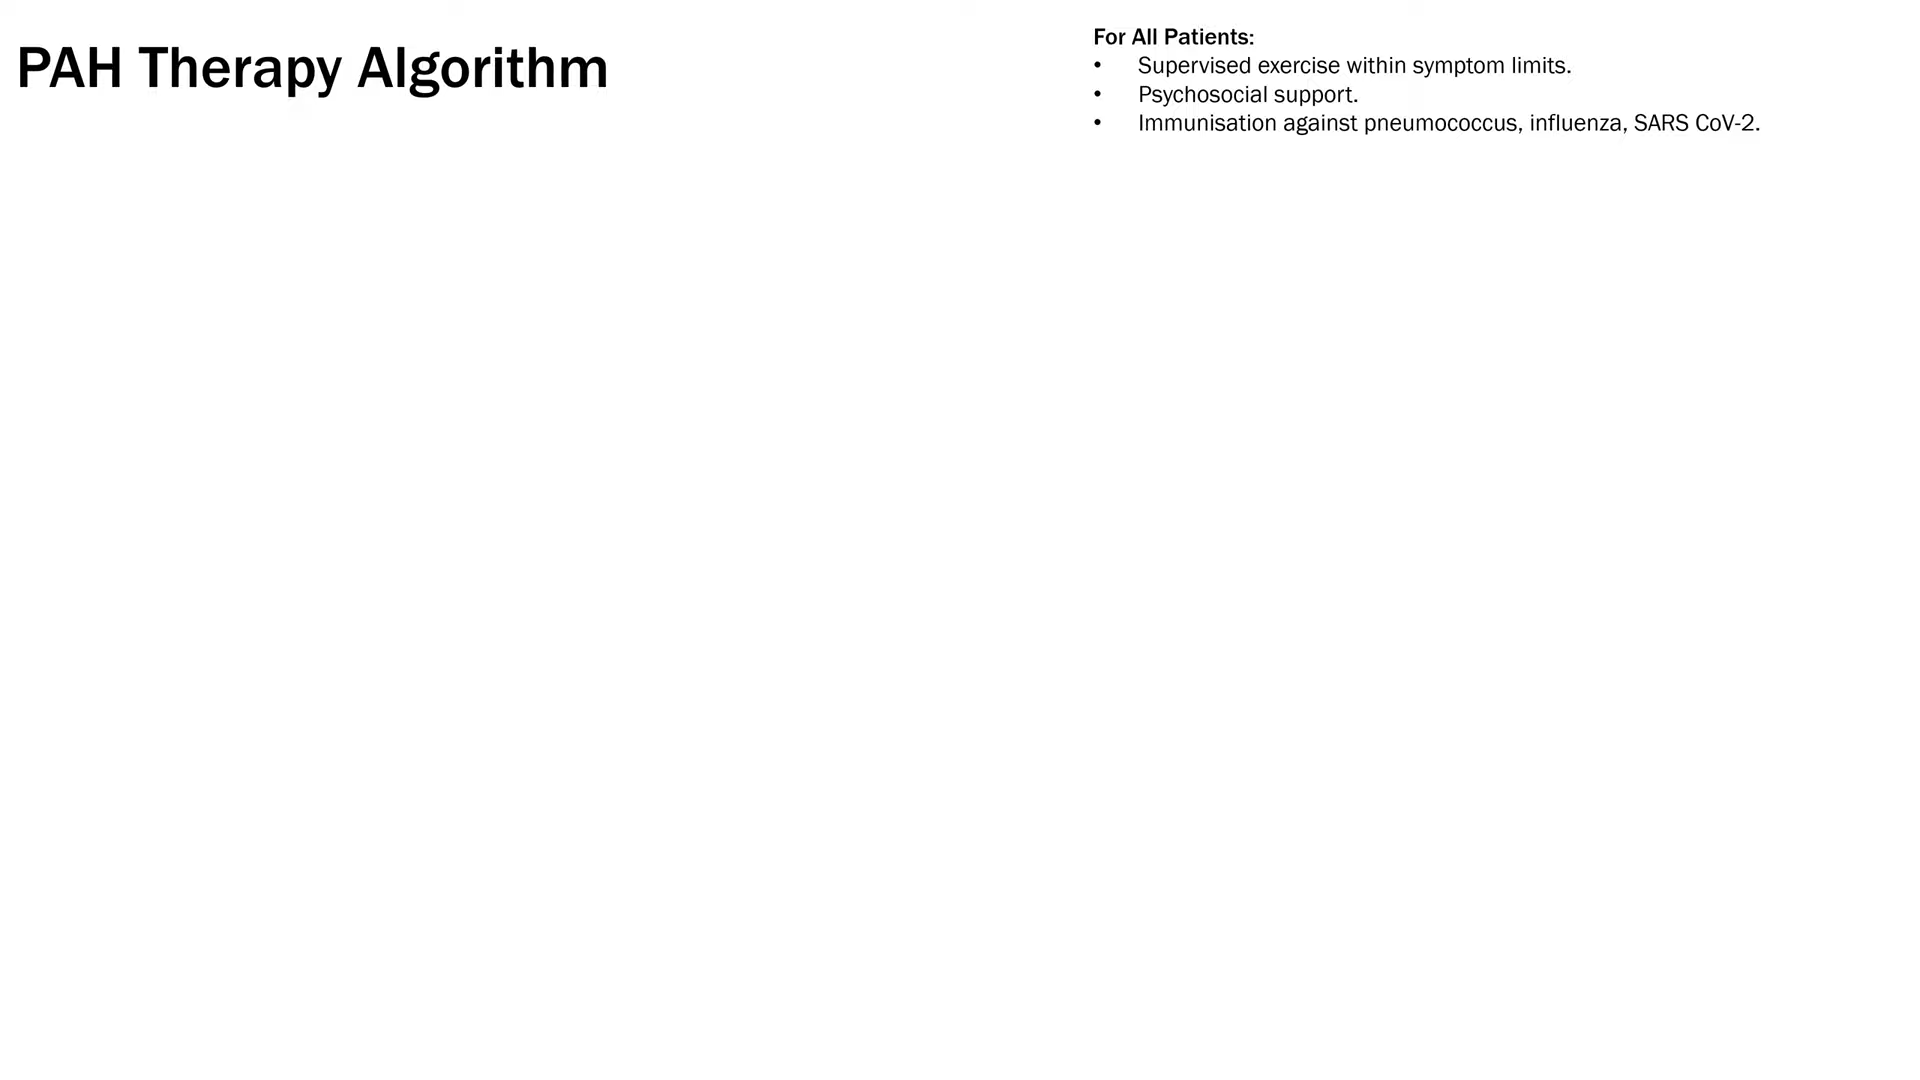 PAH Therapy Algorithm
For All Patients:
• Supervised exercise within symptom limits.
• Psychosocial support.
• Immunisation against pneumococcus, influenza, SARS CoV-2.